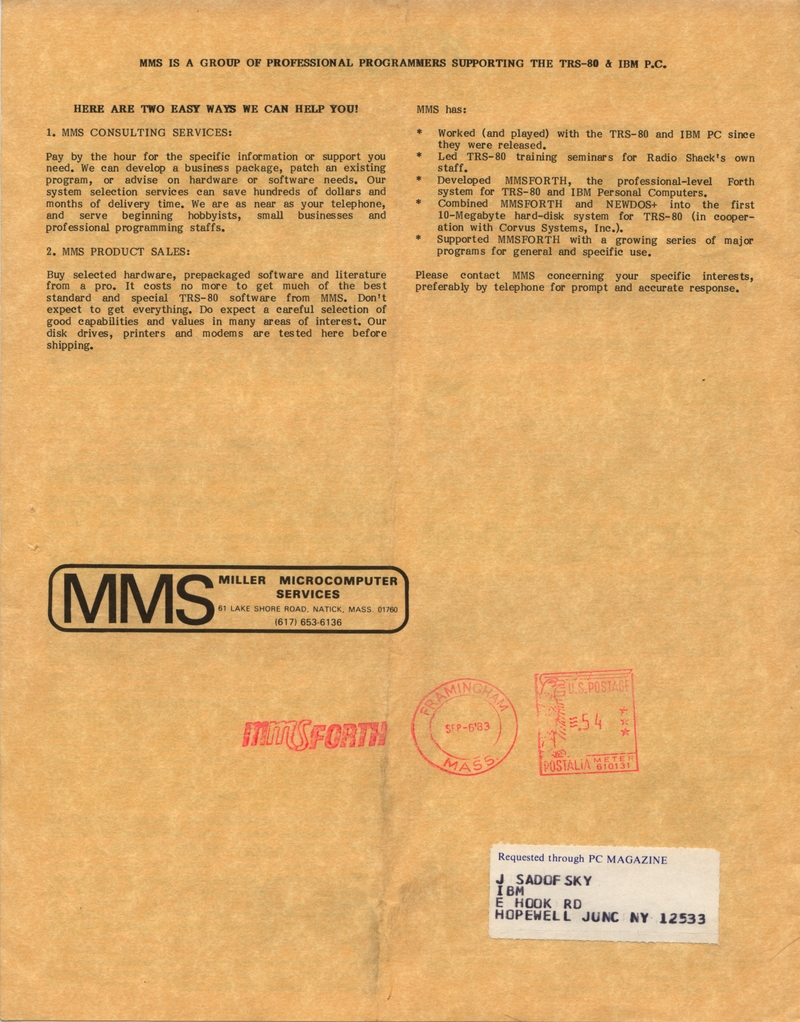 MMS IS A GROUP OF PROFESSIONAL PROGRAMMERS SUPPORTING THE TRS-80 & IBM P.C.
HERE ARE TWO EASY WAYS WE CAN HELP YOU!
1. MMS CONSULTING SERVICES:
Pay by the hour for the specific information or support you
need. We can develop a business package, patch an existing
program, or advise on hardware or software needs. Our
system selection services can save hundreds of dollars and
months of delivery time. We are as near as your telephone,
and serve beginning hobbyists, small businesses and
professional programming staffs.
2. MMS PRODUCT SALES:
Buy selected hardware, prepackaged software and literature
from a pro. It costs no more to get much of the best
standard and special TRS-80 software from MMS. Don't
expect to get everything. Do expect a careful selection of
good capabilities and values in many areas of interest. Our
disk drives, printers and modems are tested here before
shipping.
MMS has:
* Worked (and played) with the TRS-80 and IBM PC since
they were released.
* Led TRS-80 training seminars for Radio Shack's own
staff.
* Developed MMSFORTH, the professional-level Forth
system for TRS-80 and IBM Personal Computers.
* Combined MMSFORTH and NEWDOS+ into the first
10-Megabyte hard-disk system for TRS-80 (in cooper-
ation with Corvus Systems, Inc.).
* Supported MMSFORTH with a growing series of major
programs for general and specific use.
Please contact MMS concerning your specific interests,
preferably by telephone for prompt and accurate response.
MMS
MILLER MICROCOMPUTER
SERVICES
61 LAKE SHORE ROAD, NATICK, MASS. 01760
(617) 653-6136
MMSFORTH
FRAMINGHAM
SEP-6'83
MASS.
U.S. POSTAGE
.54
POSTALIA METER
610131
Requested through PC MAGAZINE
J SADOFSKY
IBM
E HOOK RD
HOPEWELL JUNC NY 12533